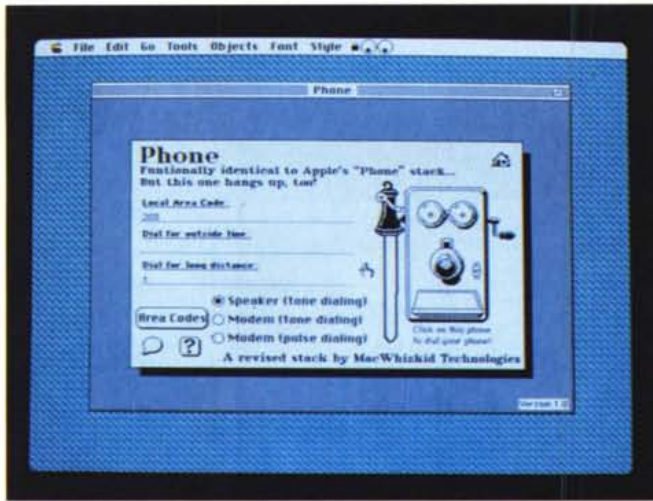 File Edit Go Tools Objects Font Style
Phone
Phone
Funtionally identical to Apple's "Phone" stack...
But this one hangs up, too!
Local Area Code:
Dial for outside line:
Dial for long distance:
1
Speaker (tone dialing)
Modem (tone dialing)
Modem (pulse dialing)
Area Codes
?
Click on this phone
to dial your phone!
A revised stack by MacWhizkid Technologies
Version 1.0